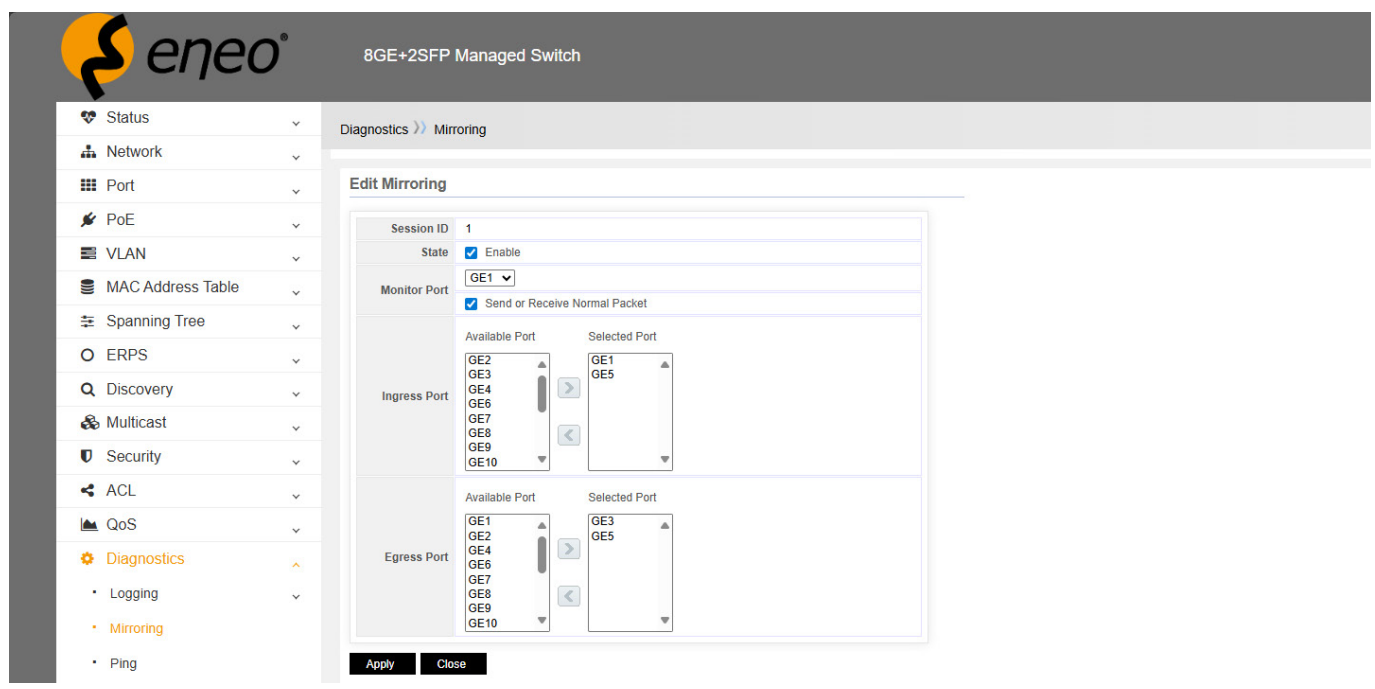 eneo®
8GE+2SFP Managed Switch
Status
Network
Port
PoE
VLAN
MAC Address Table
Spanning Tree
ERPS
Discovery
Multicast
Security
ACL
QoS
Diagnostics
Logging
Mirroring
Ping
Diagnostics 》 Mirroring
Edit Mirroring
Session ID 1
State Enable
Monitor Port GE1
Send or Receive Normal Packet
Ingress Port
Available Port Selected Port
GE2 GE1
GE3 GE5
GE4
GE6
GE7
GE8
GE9
GE10
Egress Port
Available Port Selected Port
GE1 GE3
GE2 GE5
GE4
GE6
GE7
GE8
GE9
GE10
Apply Close